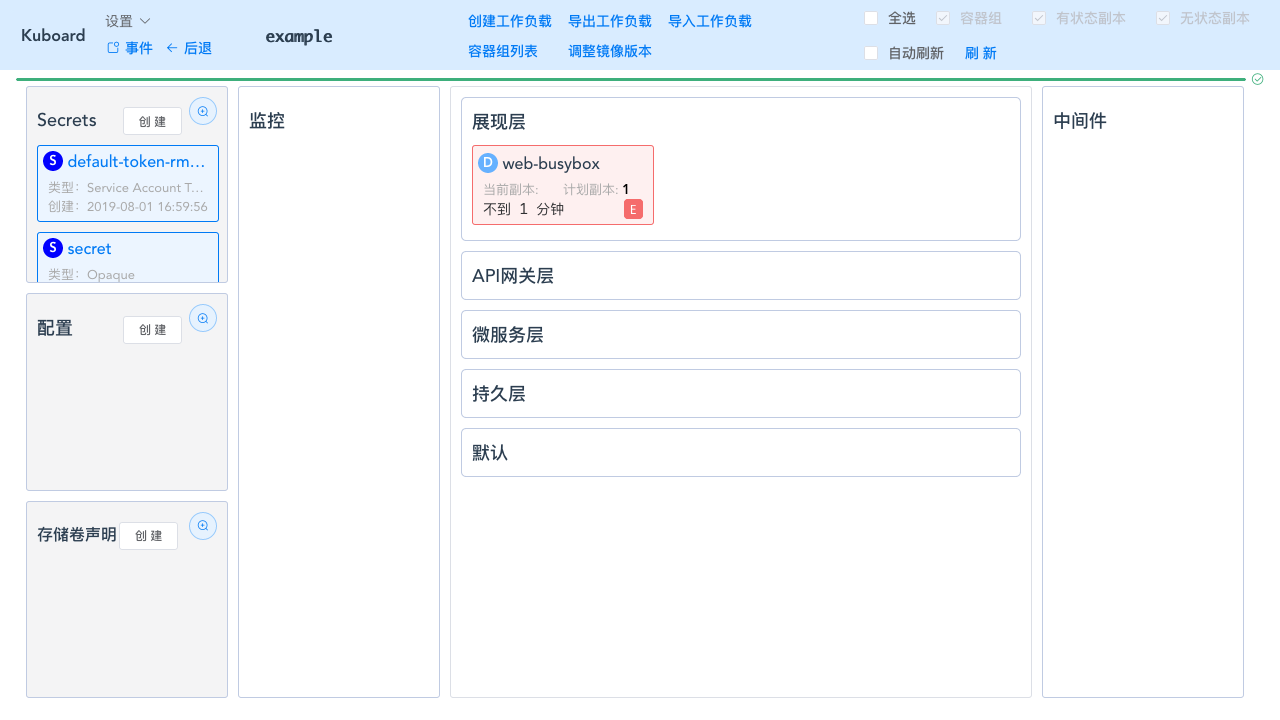 Kuboard
设置
事件
后退
example
创建工作负载
导出工作负载
导入工作负载
容器组列表
调整镜像版本
全选
容器组
有状态副本
无状态副本
自动刷新
刷 新
Secrets
创 建
S default-token-rm...
类型: Service Account T...
创建: 2019-08-01 16:59:56
S secret
类型: Opaque
配置
创 建
存储卷声明
创 建
监控
展现层
D web-busybox
当前副本: 计划副本: 1
不到 1 分钟 E
API网关层
微服务层
持久层
默认
中间件